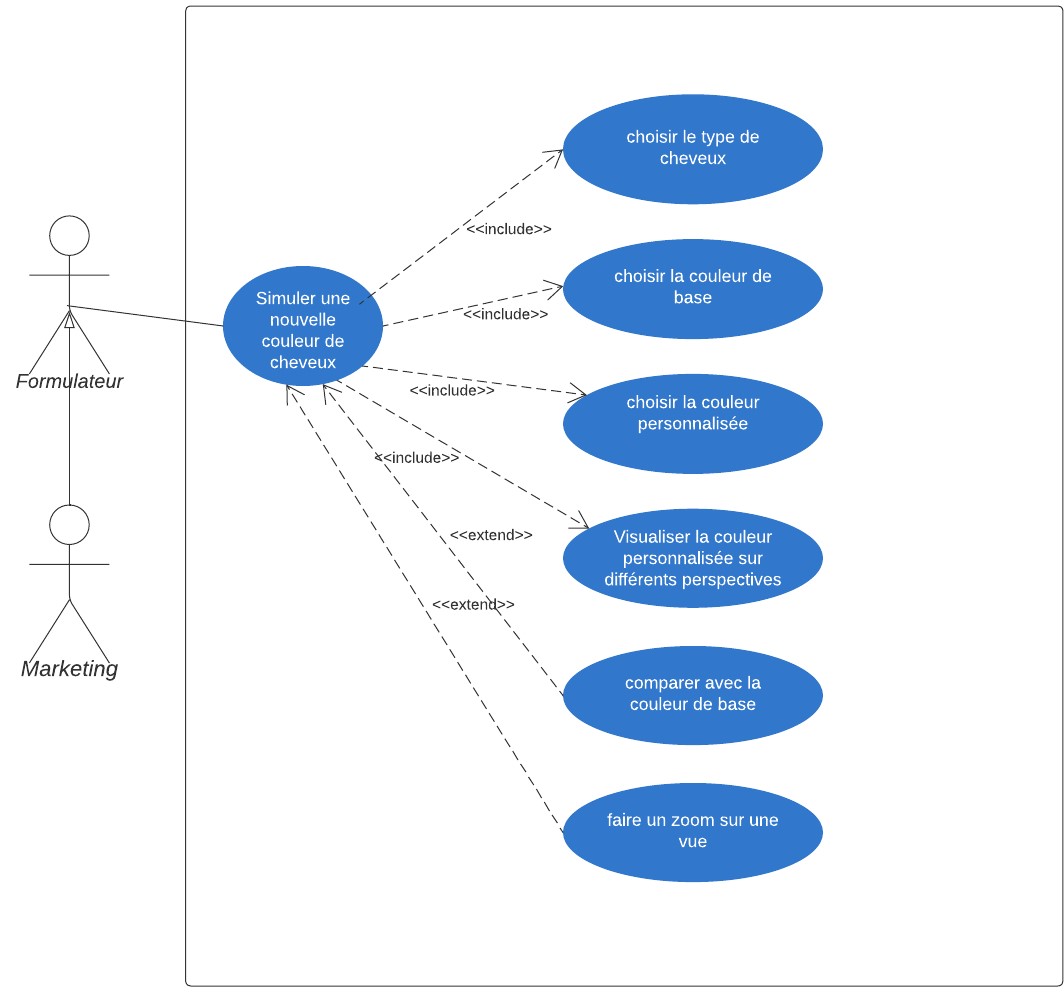 choisir le type de
cheveux
<<include>>
choisir la couleur de
base
Simuler une
nouvelle
couleur de
cheveux
<<include>>
Formulateur
<<include>>
choisir la couleur
personnalisée
<<include>>
<<extend>>
Visualiser la couleur
personnalisée sur
différents perspectives
<<extend>>
Marketing
comparer avec la
couleur de base
faire un zoom sur une
vue